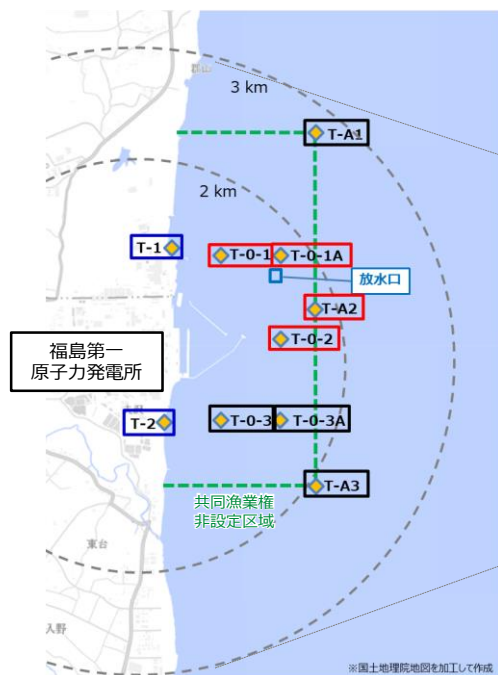 郡山
3 km
T-A1
2 km
T-1
T-0-1
T-0-1A
放水口
T-A2
福島第一
原子力発電所
T-0-2
T-2
T-0-3
T-0-3A
T-A3
共同漁業権
非設定区域
東台
入野
※国土地理院地図を加工して作成